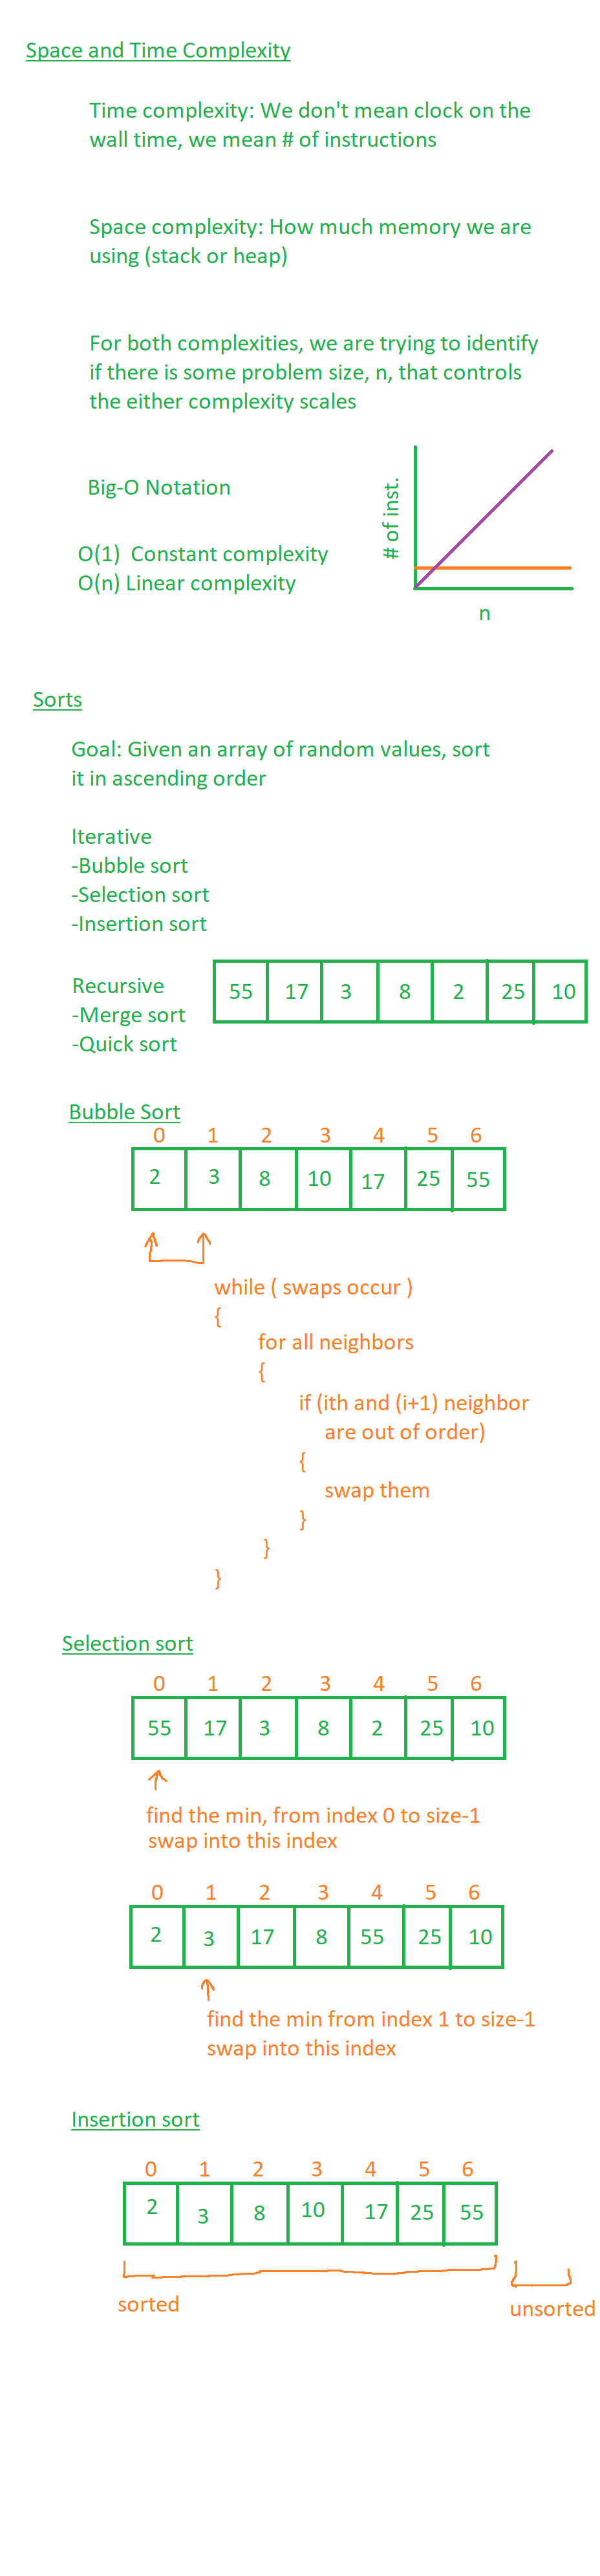 Space and Time Complexity
Time complexity: We don't mean clock on the
wall time, we mean # of instructions
Space complexity: How much memory we are
using (stack or heap)
For both complexities, we are trying to identify
if there is some problem size, n, that controls
the either complexity scales
Big-O Notation
O(1)  Constant complexity
O(n) Linear complexity
# of inst.
n
Sorts
Goal: Given an array of random values, sort
it in ascending order
Iterative
-Bubble sort
-Selection sort
-Insertion sort
Recursive
-Merge sort
-Quick sort
55 17 3 8 2 25 10
Bubble Sort
0 1 2 3 4 5 6
2 3 8 10 17 25 55
while ( swaps occur )
{
for all neighbors
{
if (ith and (i+1) neighbor
are out of order)
{
swap them
}
}
}
Selection sort
0 1 2 3 4 5 6
55 17 3 8 2 25 10
find the min, from index 0 to size-1
swap into this index
0 1 2 3 4 5 6
2 3 17 8 55 25 10
find the min from index 1 to size-1
swap into this index
Insertion sort
0 1 2 3 4 5 6
2 3 8 10 17 25 55
sorted
unsorted